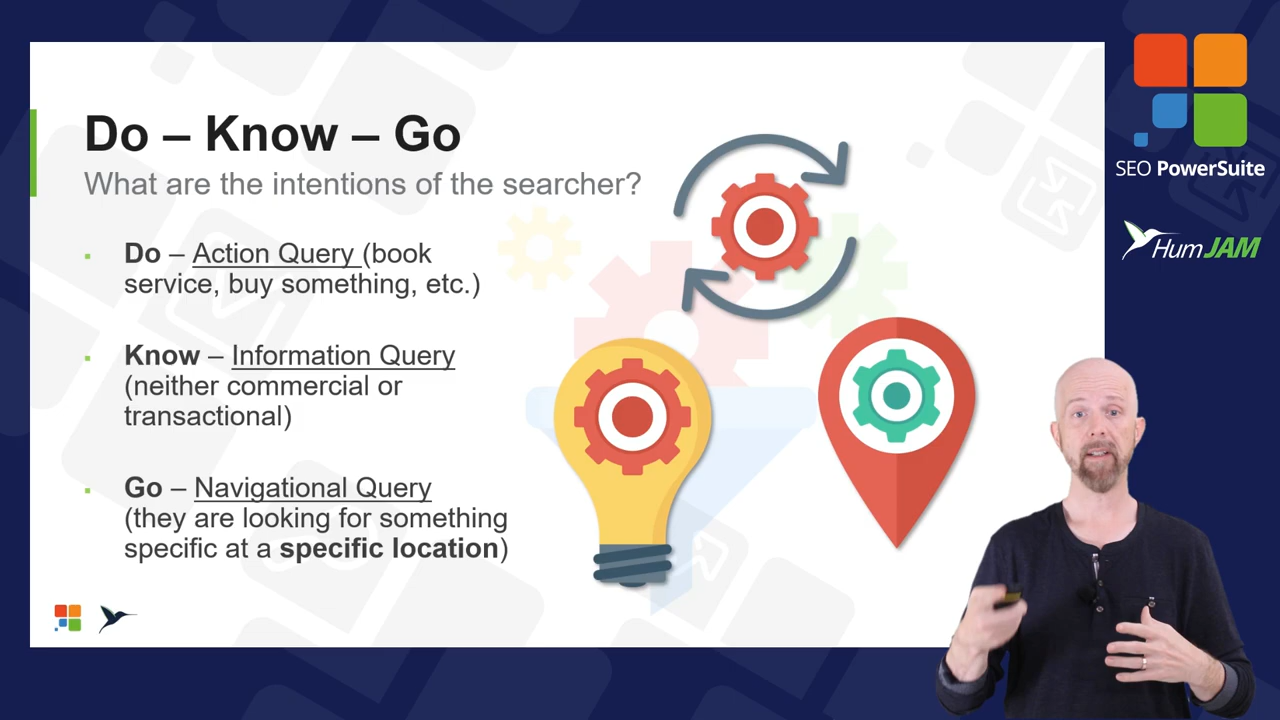 Do – Know – Go
What are the intentions of the searcher?
▪ Do – Action Query (book
service, buy something, etc.)
▪ Know – Information Query
(neither commercial or
transactional)
▪ Go – Navigational Query
(they are looking for something
specific at a specific location)
SEO PowerSuite
HumJAM